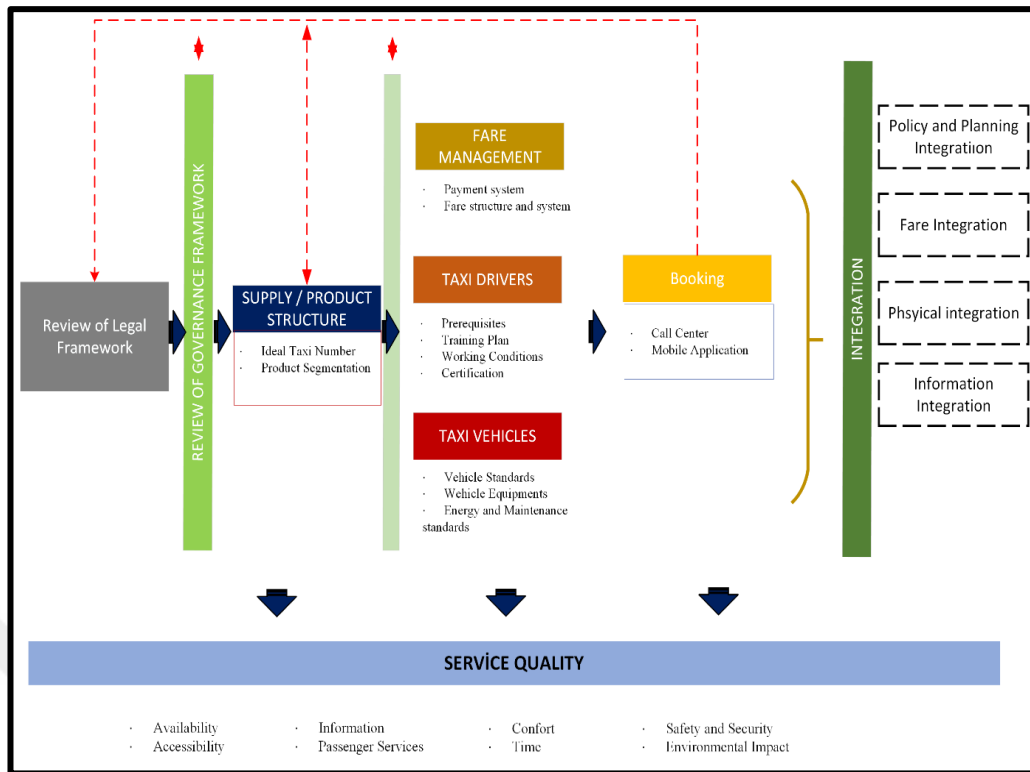 Review of Legal
Framework
REVIEW OF GOVERNANCE FRAMEWORK
SUPPLY / PRODUCT
STRUCTURE
· Ideal Taxi Number
· Product Segmentation
FARE
MANAGEMENT
· Payment system
· Fare structure and system
TAXI DRIVERS
· Prerequisites
· Training Plan
· Working Conditions
· Certification
TAXI VEHICLES
· Vehicle Standards
· Wehicle Equipments
· Energy and Maintenance
standards
Booking
· Call Center
· Mobile Application
INTEGRATION
Policy and Planning
Integratiion
Fare Integration
Phsyical integration
Information
Integration
SERVİCE QUALITY
· Availability
· Accessibility
· Information
· Passenger Services
· Confort
· Time
· Safety and Security
· Environmental Impact